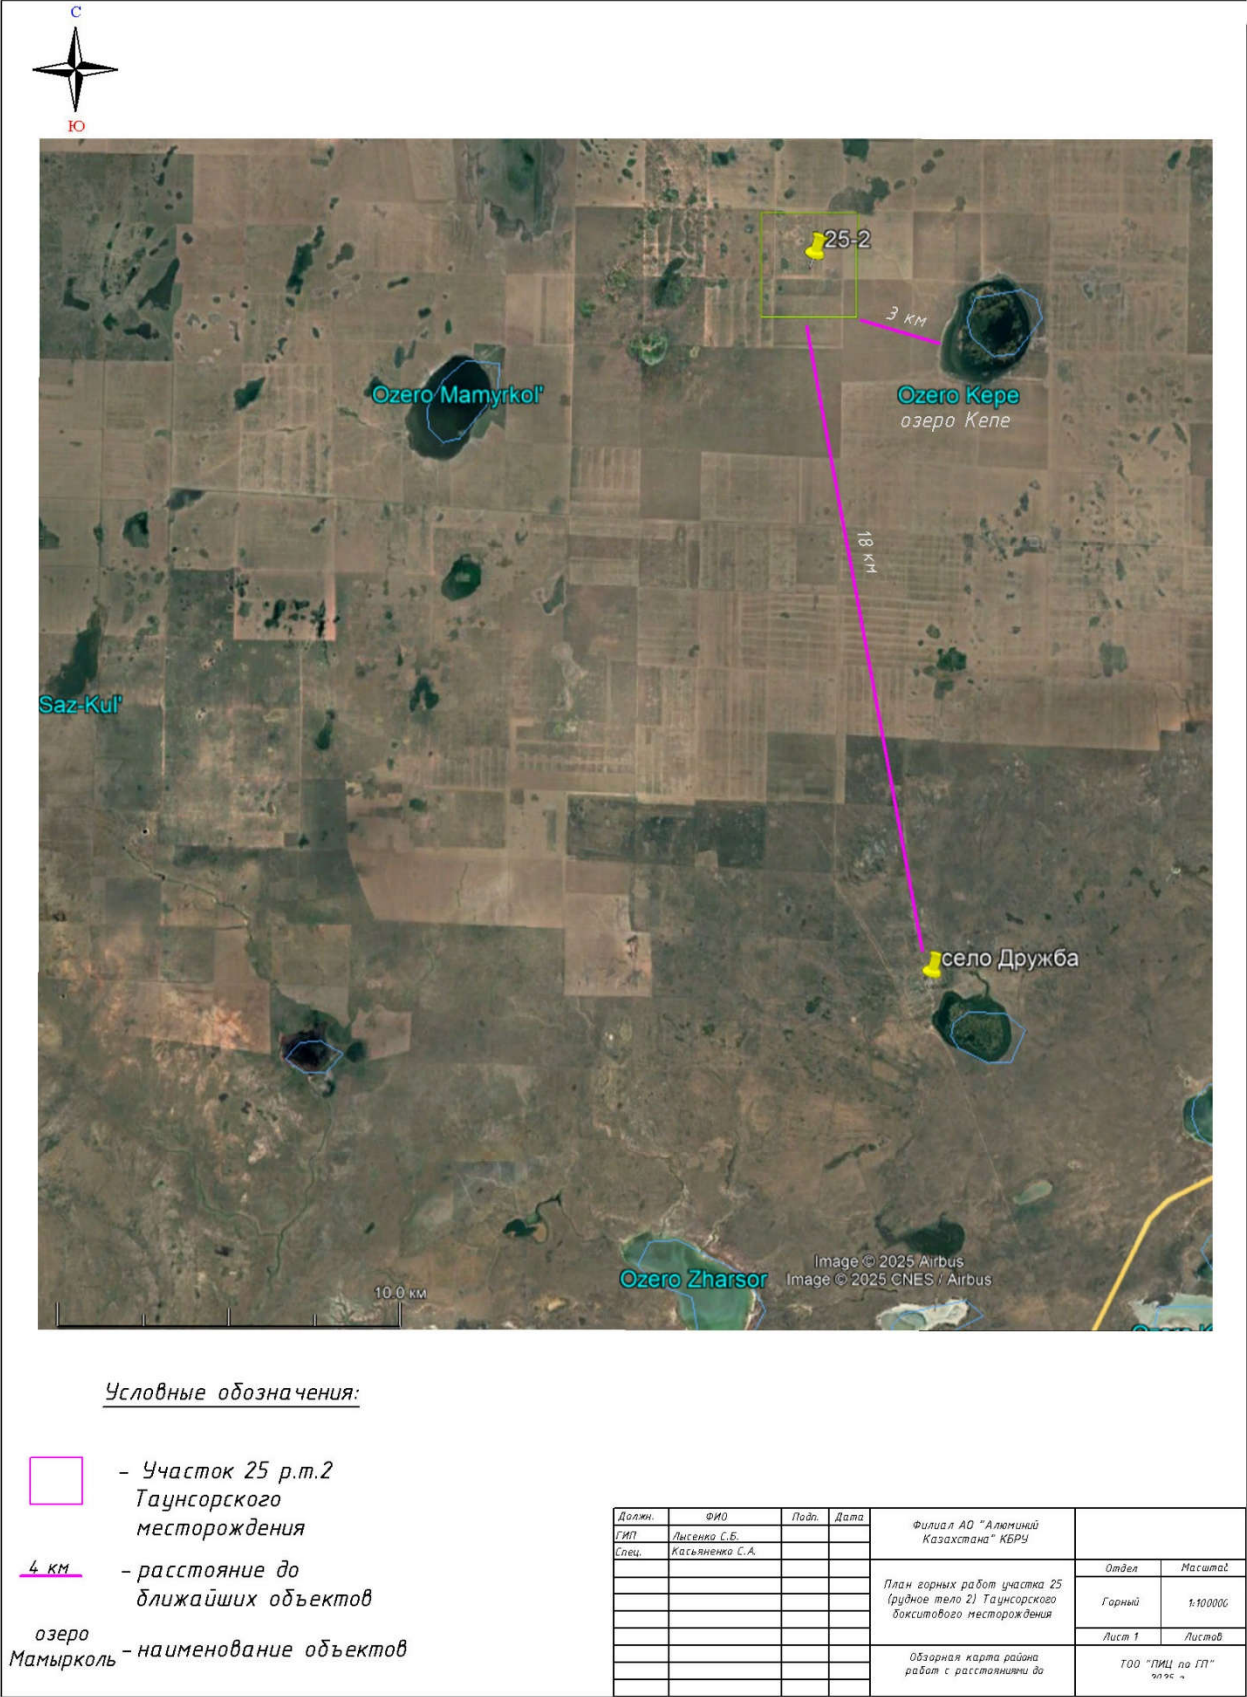 С
Ю
25-2
3 км
Ozero Mamyrkol'
Ozero Kepe
озеро Кепе
18 км
Saz-Kul'
село Дружба
Image © 2025 Airbus
Ozero Zharsor
Image © 2025 CNES / Airbus
10.0 км
Условные обозначения:
- Участок 25 р.т.2
Таунсорского
месторождения
4 км
- расстояние до
ближайших объектов
озеро
Мамырколь
- наименование объектов
Должн. ФИО Подп. Дата
ГИП Лысенко С.Б.
Спец. Касьяненко С.А.
Филиал АО "Алюминий
Казахстана" КБРУ
План горных работ участка 25
(рудное тело 2) Таунсорского
бокситового месторождения
Отдел Масштаб
Горный 1:100000
Лист 1 Листов
Обзорная карта района
работ с расстояниями до
ТОО "ПИЦ по ГП"
2025 г